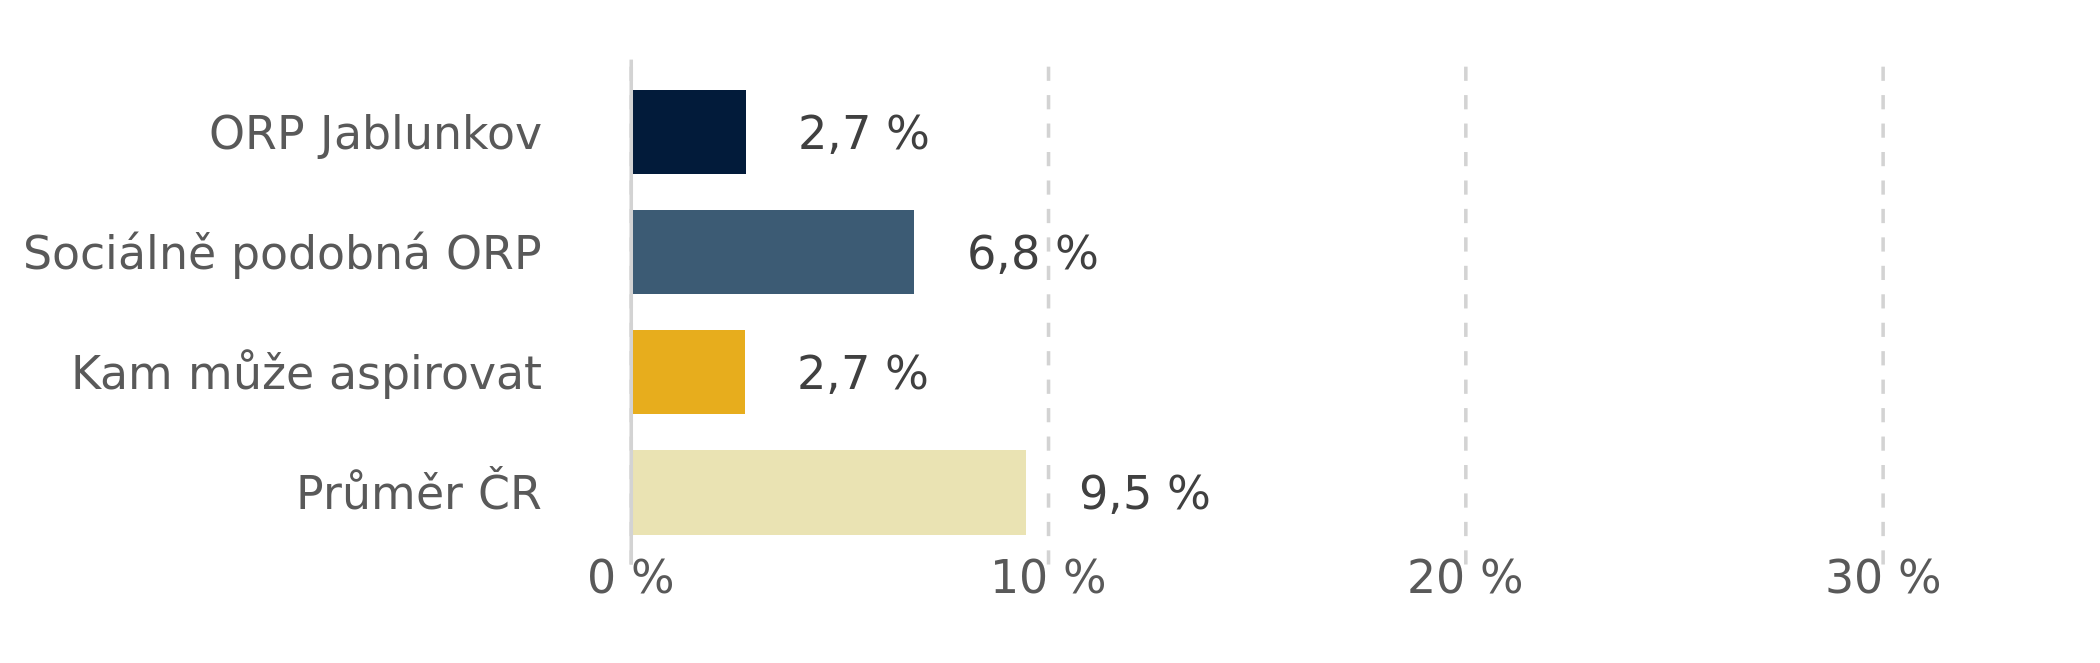 ORP Jablunkov 2,7 %
Sociálně podobná ORP 6,8 %
Kam může aspirovat 2,7 %
Průměr ČR 9,5 %
0 % 10 % 20 % 30 %